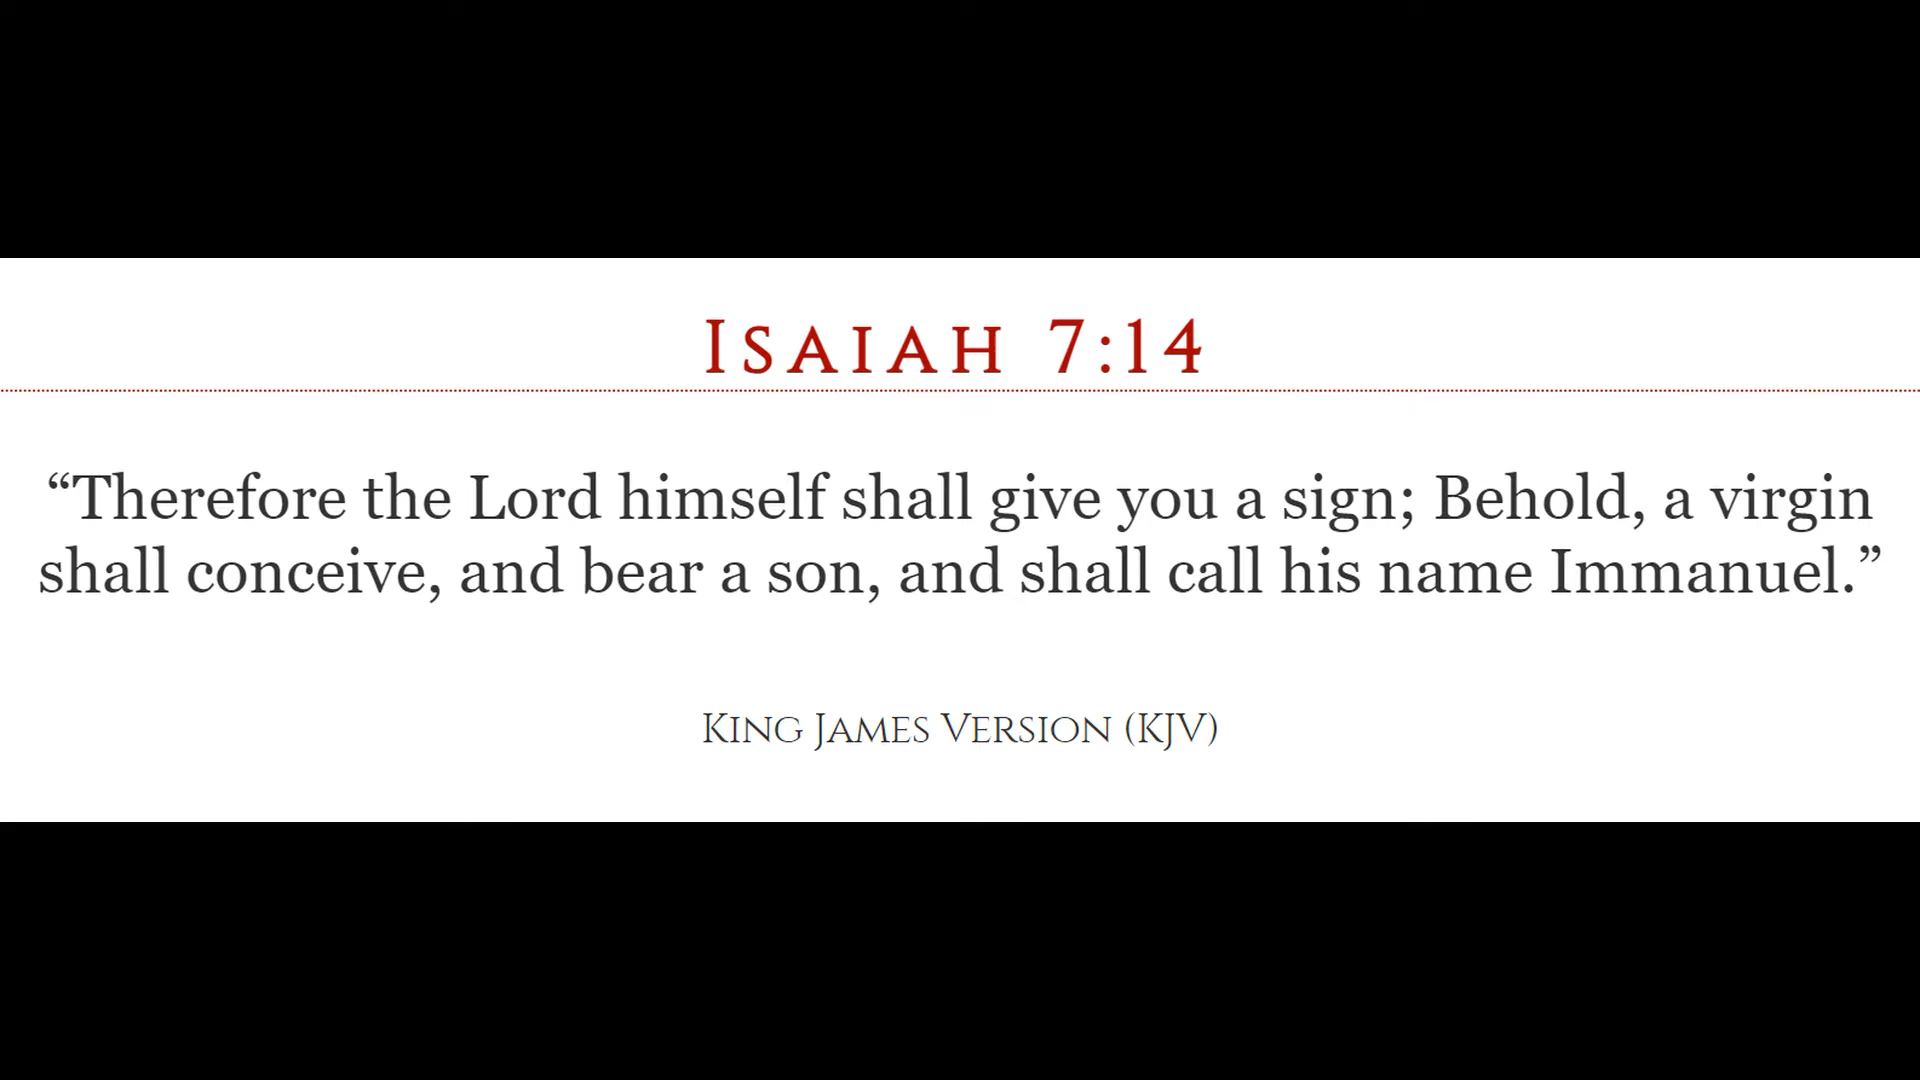 Isaiah 7:14
“Therefore the Lord himself shall give you a sign; Behold, a virgin
shall conceive, and bear a son, and shall call his name Immanuel.”
King James Version (KJV)